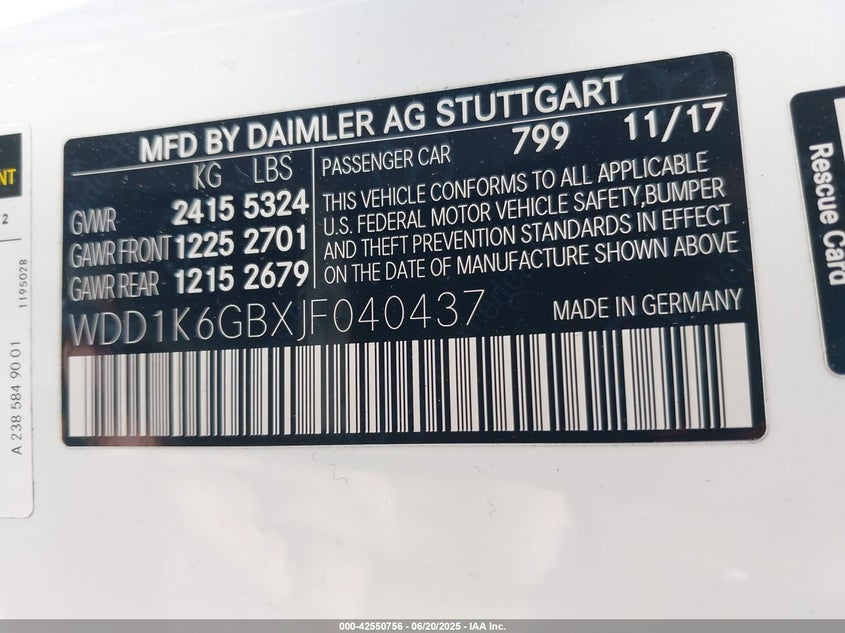 MFD BY DAIMLER AG STUTTGART
KG LBS
GVWR 2415 5324
GAWR FRONT 1225 2701
GAWR REAR 1215 2679
PASSENGER CAR 799 11/17
THIS VEHICLE CONFORMS TO ALL APPLICABLE
U.S. FEDERAL MOTOR VEHICLE SAFETY,BUMPER
AND THEFT PREVENTION STANDARDS IN EFFECT
ON THE DATE OF MANUFACTURE SHOWN ABOVE
WDD1K6GBXJF040437
NT
2
1195028
A 238 584 90 01
Rescue Card
000-42550756 - 06/20/2025 - IAA Inc.